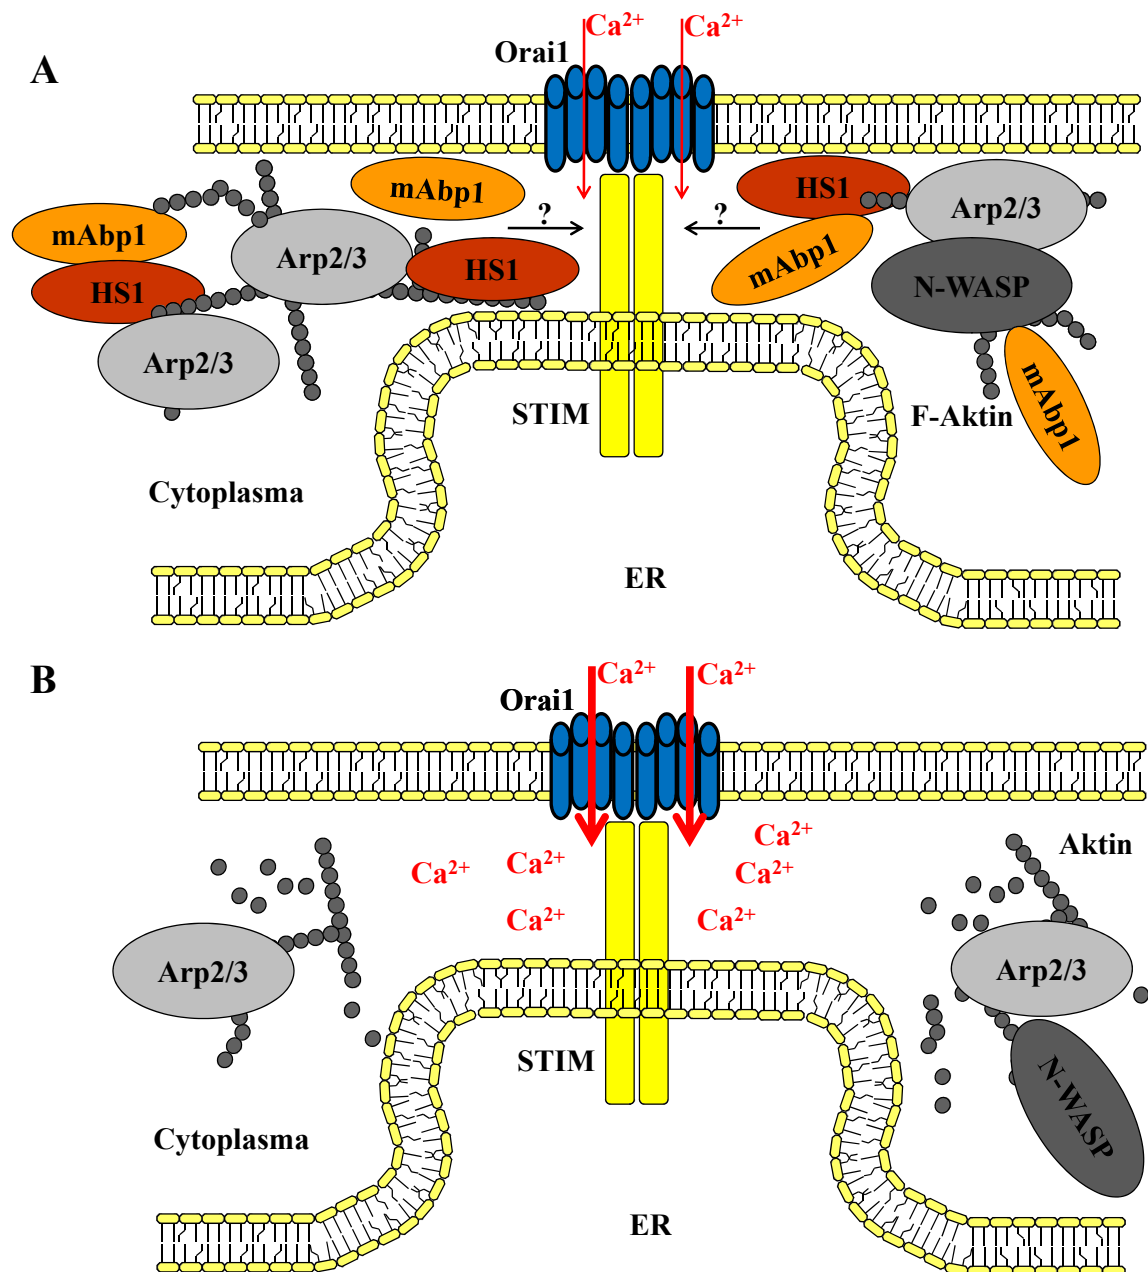 A
Orai1
Ca²⁺
Ca²⁺
mAbp1
HS1
Arp2/3
mAbp1
Arp2/3
HS1
?
?
HS1
mAbp1
Arp2/3
N-WASP
mAbp1
F-Aktin
STIM
Cytoplasma
ER
B
Orai1
Ca²⁺
Ca²⁺
Ca²⁺
Ca²⁺
Ca²⁺
Ca²⁺
Ca²⁺
Ca²⁺
Aktin
Arp2/3
Arp2/3
N-WASP
STIM
Cytoplasma
ER